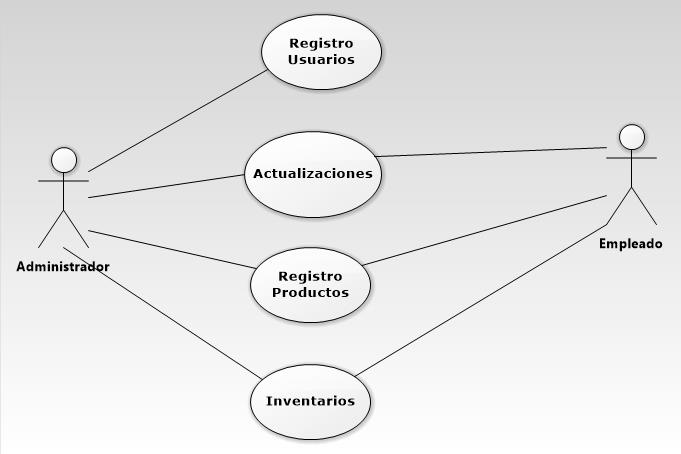 Registro
Usuarios
Actualizaciones
Administrador
Empleado
Registro
Productos
Inventarios